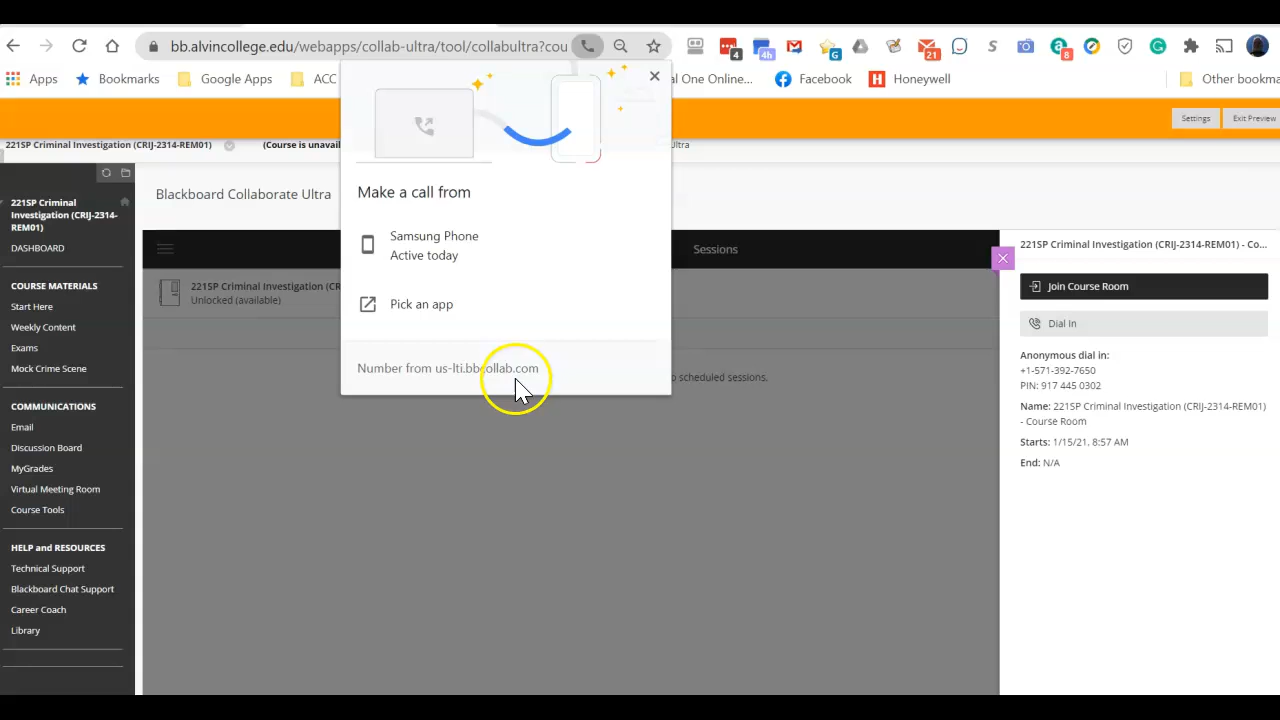 bb.alvincollege.edu/webapps/collab-ultra/tool/collabultra?cou
4
4h
G
21
S
8
G
Apps
Bookmarks
Google Apps
ACC
al One Online...
Facebook
H Honeywell
Other bookma
Settings
Exit Preview
221SP Criminal Investigation (CRIJ-2314-REM01)
(Course is unavail
Ultra
221SP Criminal
Investigation (CRIJ-2314-
REM01)
DASHBOARD
COURSE MATERIALS
Start Here
Weekly Content
Exams
Mock Crime Scene
COMMUNICATIONS
Email
Discussion Board
MyGrades
Virtual Meeting Room
Course Tools
HELP and RESOURCES
Technical Support
Blackboard Chat Support
Career Coach
Library
Blackboard Collaborate Ultra
Sessions
221SP Criminal Investigation (CR
Unlocked (available)
o scheduled sessions.
Make a call from
Samsung Phone
Active today
Pick an app
Number from us-lti.bbcollab.com
221SP Criminal Investigation (CRIJ-2314-REM01) - Co...
Join Course Room
Dial In
Anonymous dial in:
+1-571-392-7650
PIN: 917 445 0302
Name: 221SP Criminal Investigation (CRIJ-2314-REM01)
- Course Room
Starts: 1/15/21, 8:57 AM
End: N/A